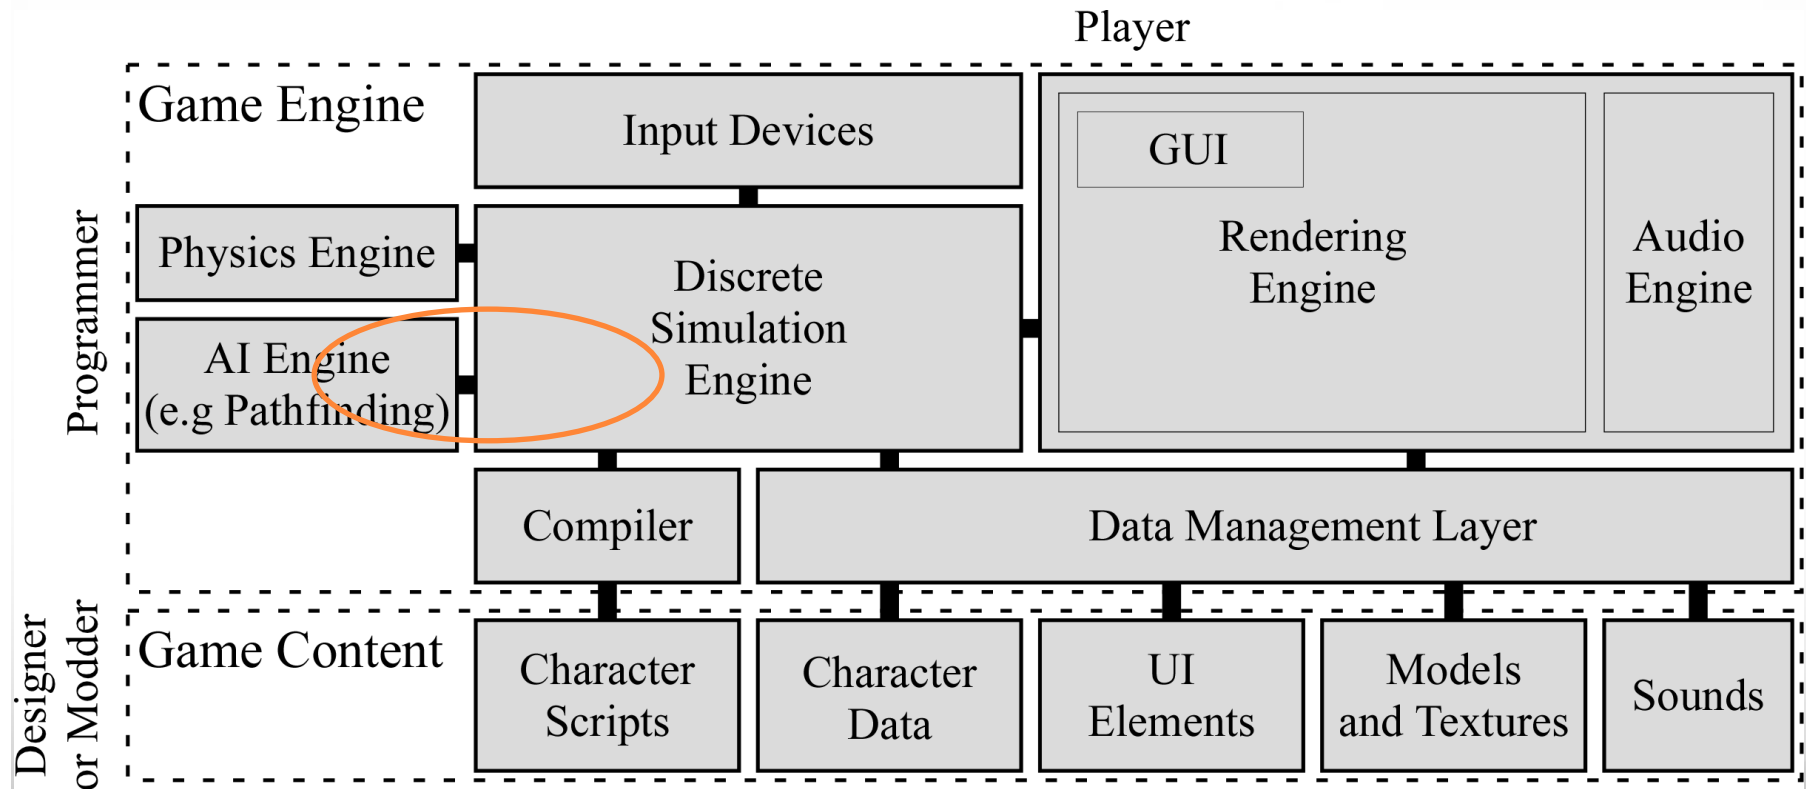 Player
Game Engine
Input Devices
GUI
Rendering
Engine
Audio
Engine
Programmer
Physics Engine
Discrete
Simulation
Engine
AI Engine
(e.g Pathfinding)
Compiler
Data Management Layer
Designer
or Modder
Game Content
Character
Scripts
Character
Data
UI
Elements
Models
and Textures
Sounds